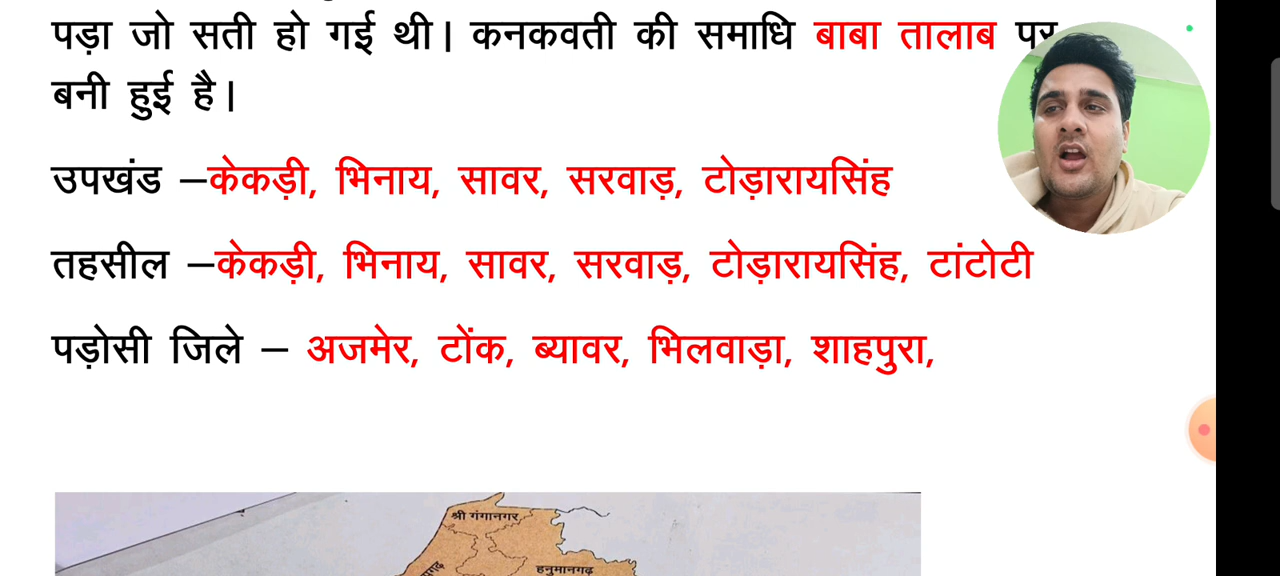 पड़ा जो सती हो गई थी| कनकवती की समाधि बाबा तालाब पर
बनी हुई है|
उपखंड –केकड़ी, भिनाय, सावर, सरवाड़, टोड़ारायसिंह
तहसील –केकड़ी, भिनाय, सावर, सरवाड़, टोड़ारायसिंह, टांटोटी
पड़ोसी जिले – अजमेर, टोंक, ब्यावर, भिलवाड़ा, शाहपुरा,
श्री गंगानगर
हनुमानगढ़